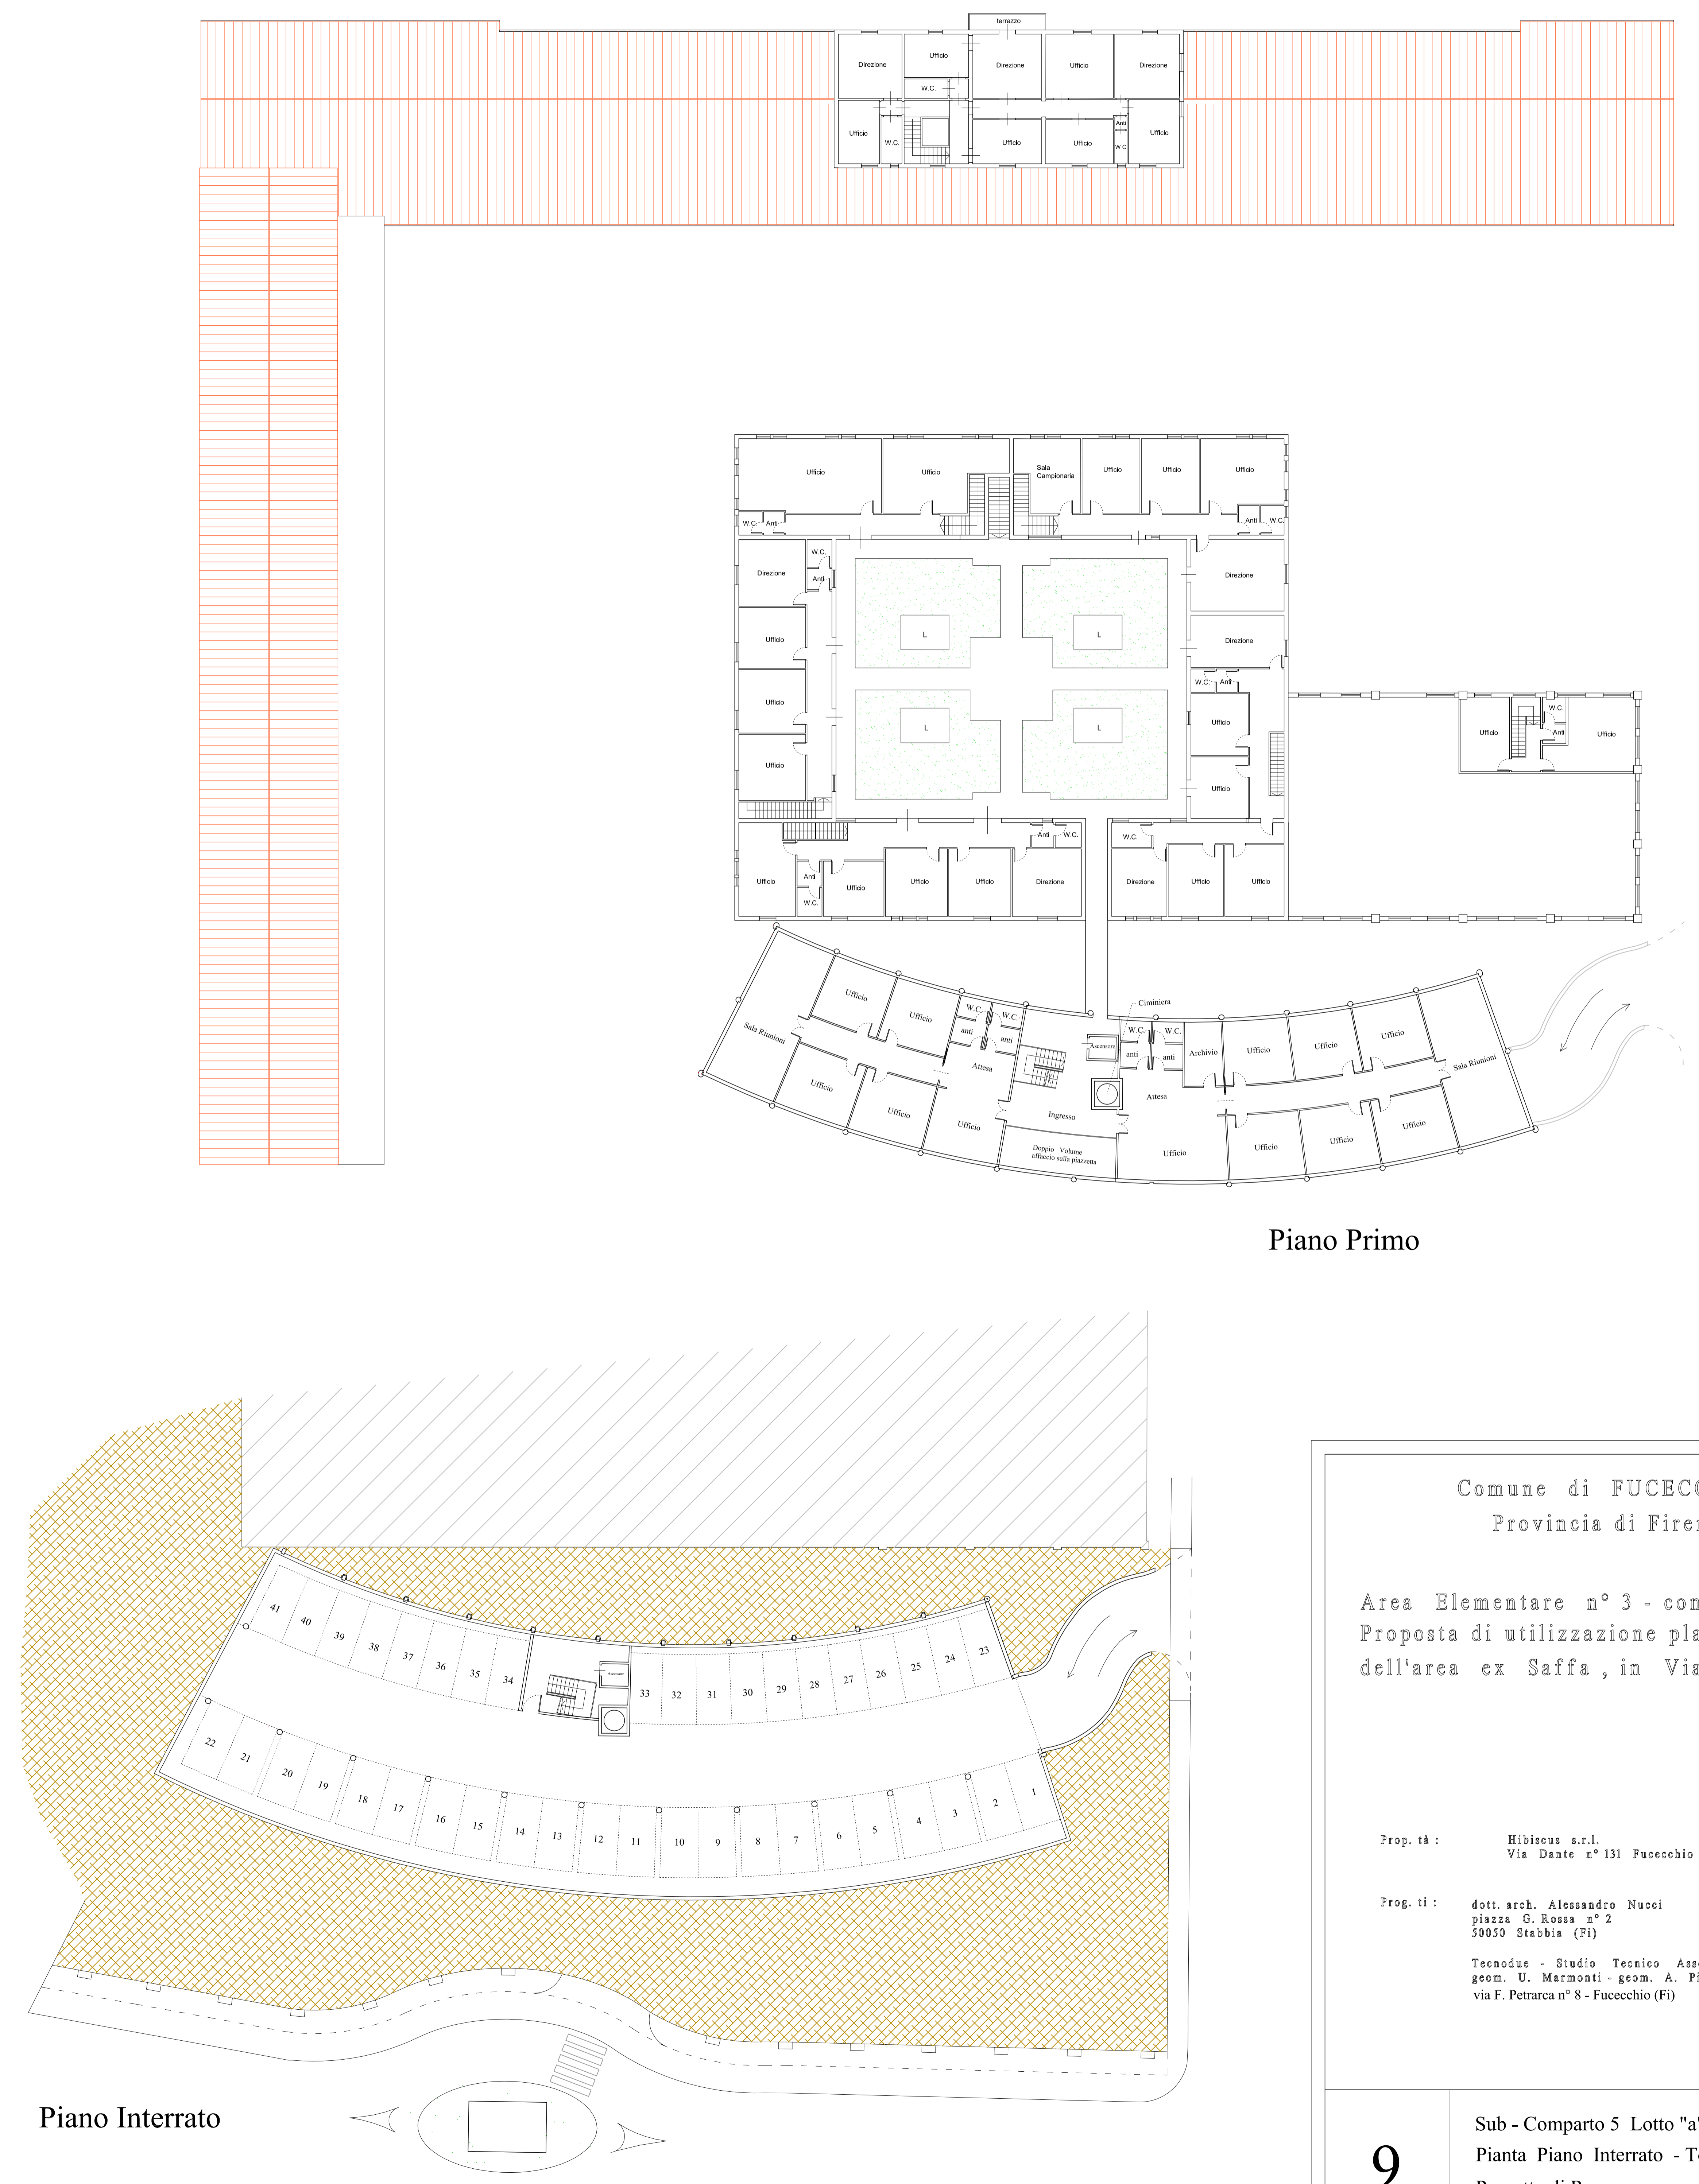 terrazzo
Direzione
Ufficio
Direzione
Ufficio
Direzione
W.C.
Ufficio
W.C.
Ufficio
Ufficio
Anti
W C
Ufficio
Ufficio
Ufficio
Sala
Campionaria
Ufficio
Ufficio
Ufficio
W.C.
Anti
Anti
W.C.
W.C.
Direzione
Anti
Direzione
Ufficio
L
L
Direzione
W.C.
Anti
Ufficio
Ufficio
L
L
W.C.
Ufficio
Anti
Ufficio
Ufficio
Ufficio
Anti
W.C.
W.C.
Ufficio
Anti
W.C.
Ufficio
Ufficio
Ufficio
Direzione
Direzione
Ufficio
Ufficio
Sala Riunioni
Ufficio
Ufficio
W.C.
W.C.
anti
anti
Attesa
Ufficio
Ufficio
Ufficio
Ciminiera
Ascensore
W.C.
W.C.
anti
anti
Archivio
Ufficio
Ufficio
Ufficio
Sala Riunioni
Attesa
Ingresso
Doppio Volume
affaccio sulla piazzetta
Ufficio
Ufficio
Ufficio
Ufficio
Piano Primo
41
40
39
38
37
36
35
34
Ascensore
33
32
31
30
29
28
27
26
25
24
23
22
21
20
19
18
17
16
15
14
13
12
11
10
9
8
7
6
5
4
3
2
1
Piano Interrato
Comune di FUCECC
Provincia di Firen
Area Elementare n° 3 - con
Proposta di utilizzazione pla
dell'area ex Saffa , in Via
Prop. tà :
Hibiscus s.r.l.
Via Dante n° 131 Fucecchio
Prog. ti :
dott. arch. Alessandro Nucci
piazza G. Rossa n° 2
50050 Stabbia (Fi)
Tecnodue - Studio Tecnico Ass
geom. U. Marmonti - geom. A. Pi
via F. Petrarca n° 8 - Fucecchio (Fi)
9
Sub - Comparto 5 Lotto "a"
Pianta Piano Interrato - T